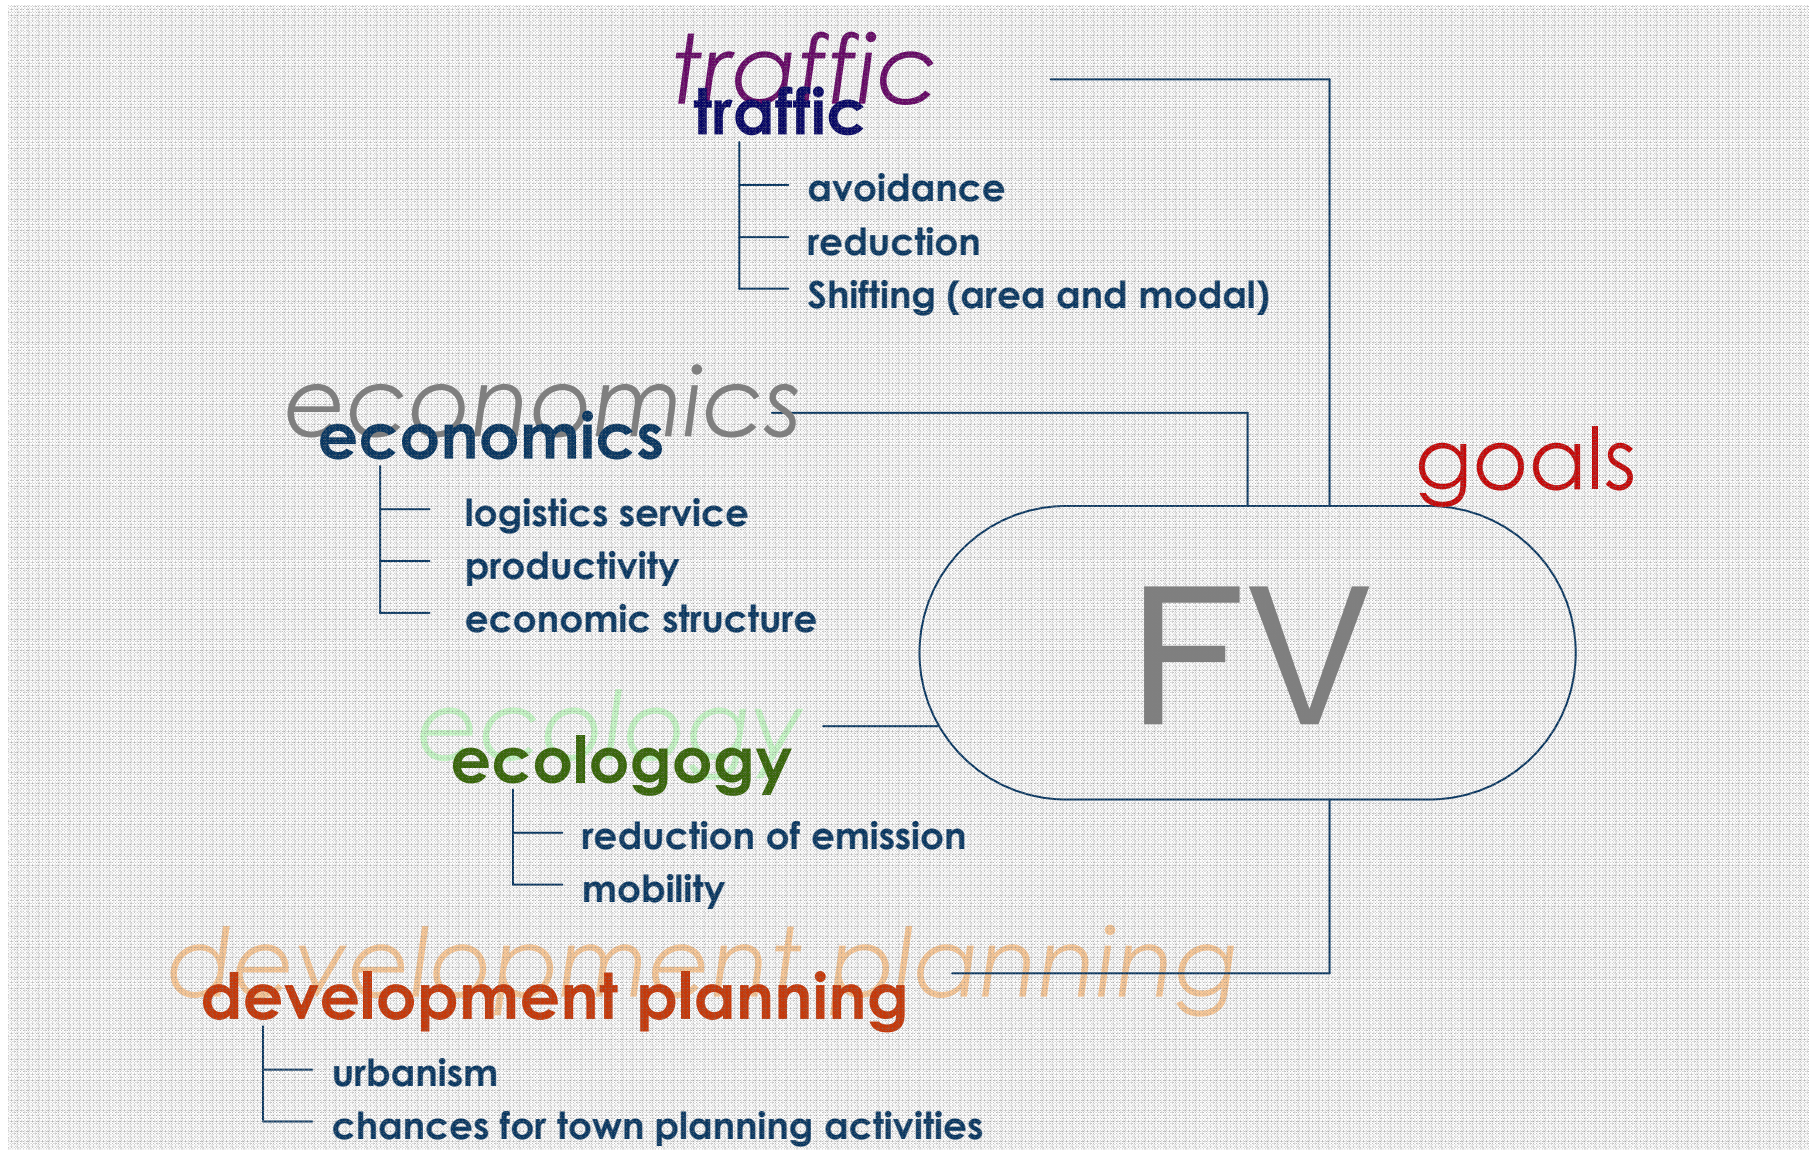 traffic
traffic
avoidance
reduction
Shifting (area and modal)
economics
economics
logistics service
productivity
economic structure
goals
FV
ecology
ecologogy
reduction of emission
mobility
development planning
development planning
urbanism
chances for town planning activities